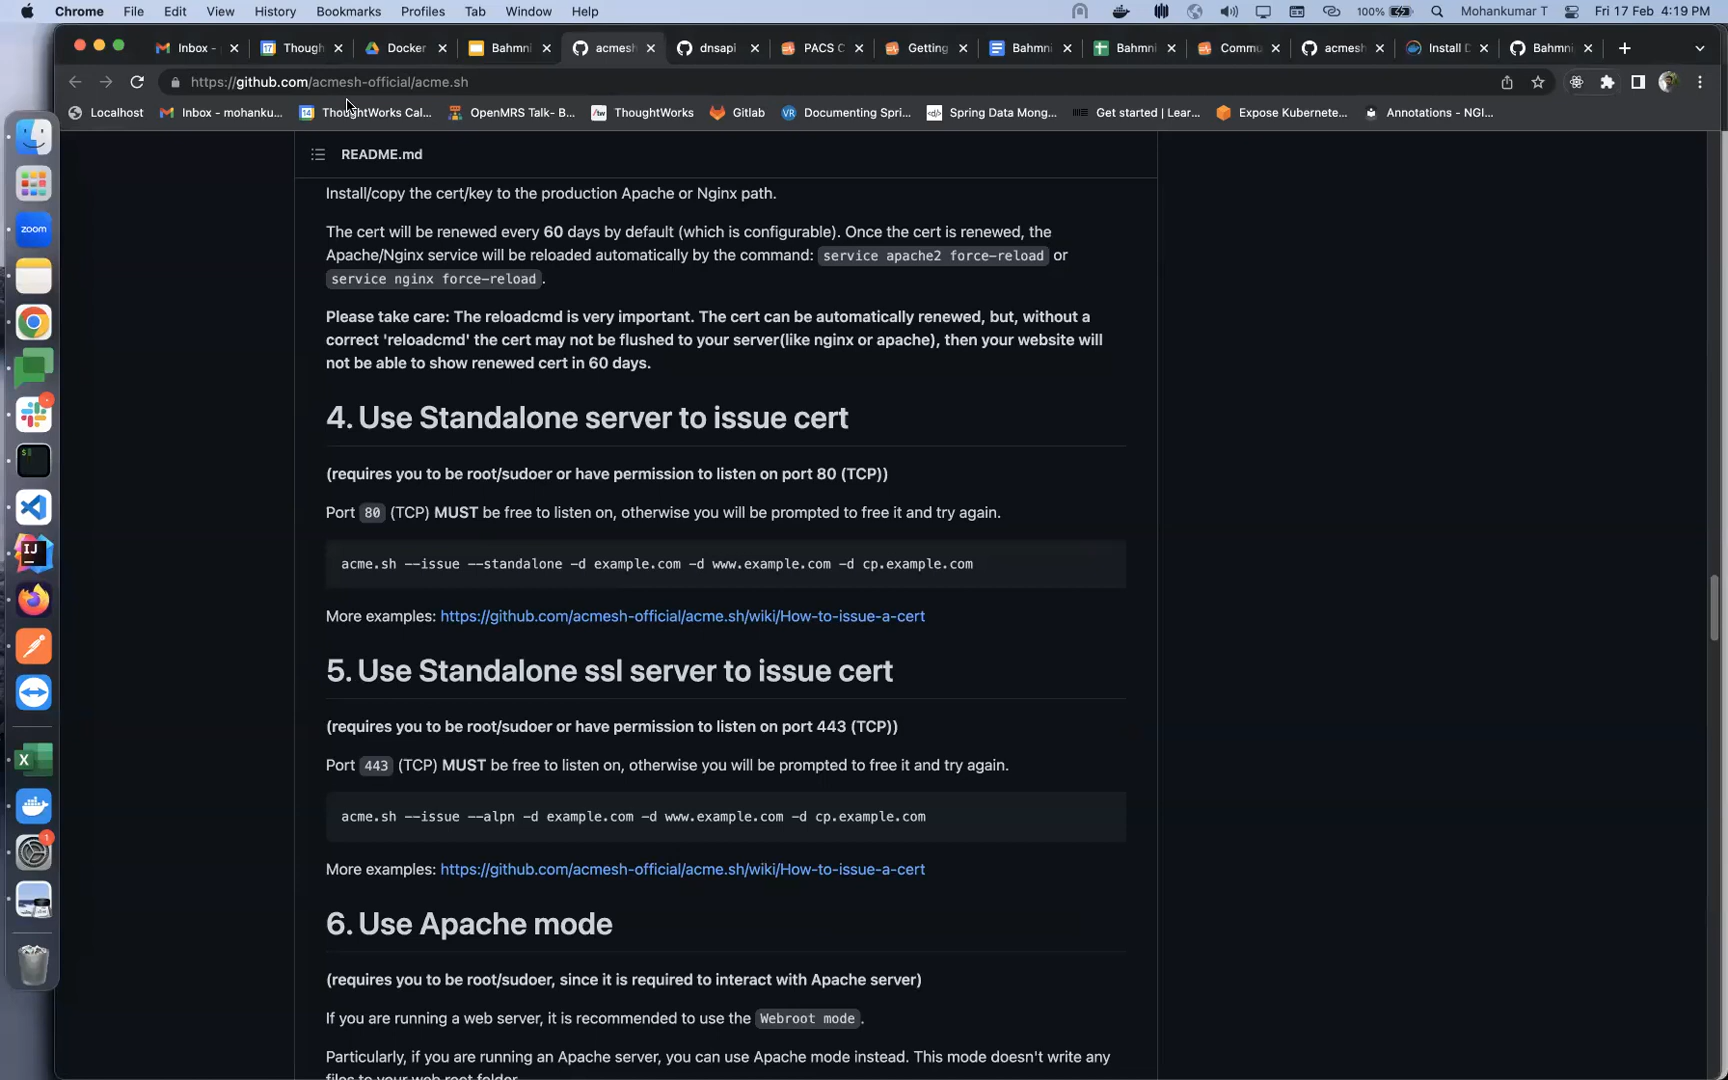 Chrome File Edit View History Bookmarks Profiles Tab Window Help 100% Mohankumar T Fri 17 Feb 4:19 PM
Inbox - Though Docker Bahmni acmesh dnsapi PACS C Getting Bahmni Bahmni Commu acmesh Install D Bahmni
https://github.com/acmesh-official/acme.sh
Localhost Inbox - mohanku... ThoughtWorks Cal... OpenMRS Talk- B... ThoughtWorks Gitlab Documenting Spri... Spring Data Mong... Get started | Lear... Expose Kubernete... Annotations - NGI...
README.md
Install/copy the cert/key to the production Apache or Nginx path.
The cert will be renewed every 60 days by default (which is configurable). Once the cert is renewed, the
Apache/Nginx service will be reloaded automatically by the command: service apache2 force-reload or
service nginx force-reload.
Please take care: The reloadcmd is very important. The cert can be automatically renewed, but, without a
correct 'reloadcmd' the cert may not be flushed to your server(like nginx or apache), then your website will
not be able to show renewed cert in 60 days.
4. Use Standalone server to issue cert
(requires you to be root/sudoer or have permission to listen on port 80 (TCP))
Port 80 (TCP) MUST be free to listen on, otherwise you will be prompted to free it and try again.
acme.sh --issue --standalone -d example.com -d www.example.com -d cp.example.com
More examples: https://github.com/acmesh-official/acme.sh/wiki/How-to-issue-a-cert
5. Use Standalone ssl server to issue cert
(requires you to be root/sudoer or have permission to listen on port 443 (TCP))
Port 443 (TCP) MUST be free to listen on, otherwise you will be prompted to free it and try again.
acme.sh --issue --alpn -d example.com -d www.example.com -d cp.example.com
More examples: https://github.com/acmesh-official/acme.sh/wiki/How-to-issue-a-cert
6. Use Apache mode
(requires you to be root/sudoer, since it is required to interact with Apache server)
If you are running a web server, it is recommended to use the Webroot mode.
Particularly, if you are running an Apache server, you can use Apache mode instead. This mode doesn't write any
files to your web root folder.
zoom